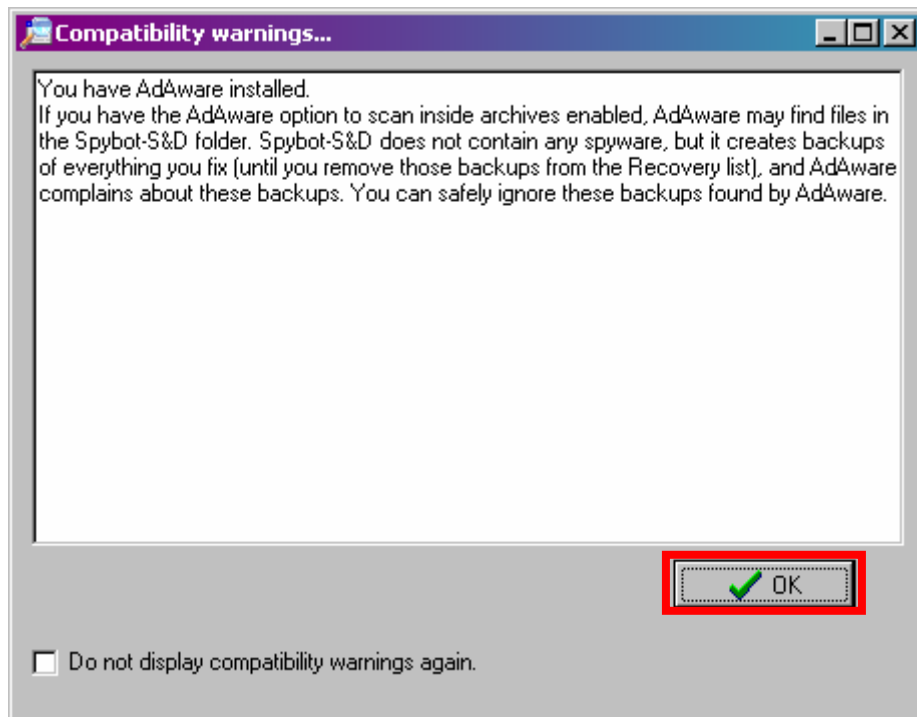 Compatibility warnings...
You have AdAware installed.
If you have the AdAware option to scan inside archives enabled, AdAware may find files in
the Spybot-S&D folder. Spybot-S&D does not contain any spyware, but it creates backups
of everything you fix (until you remove those backups from the Recovery list), and AdAware
complains about these backups. You can safely ignore these backups found by AdAware.
OK
Do not display compatibility warnings again.